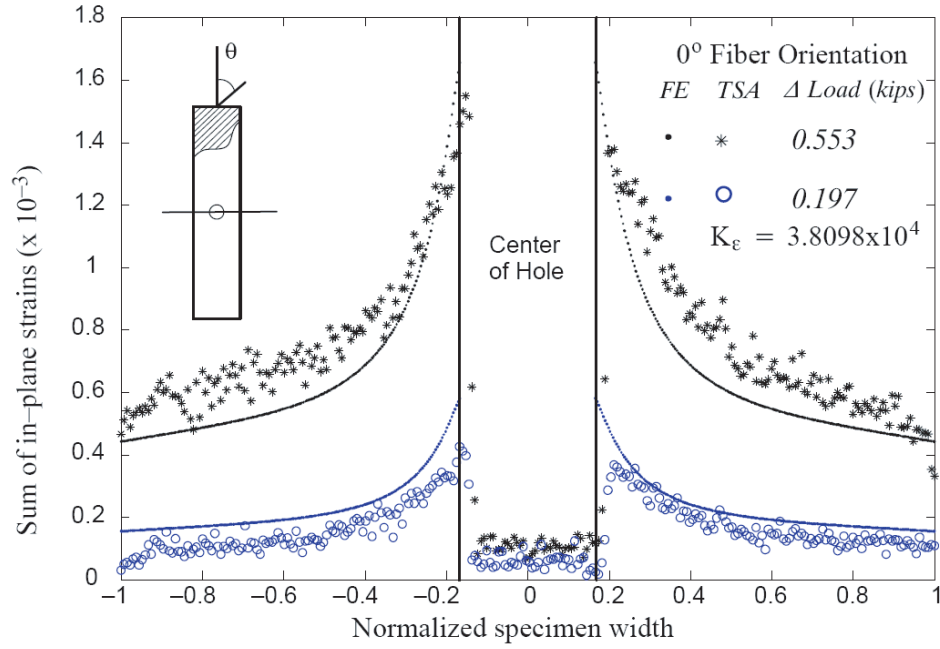 1.8
1.6
1.4
1.2
1
0.8
0.6
0.4
0.2
0
Sum of in–plane strains (x 10⁻³)
θ
Center
of Hole
0° Fiber Orientation
FE TSA Δ Load (kips)
0.553
0.197
Kε = 3.8098x10⁴
–1 –0.8 –0.6 –0.4 –0.2 0 0.2 0.4 0.6 0.8 1
Normalized specimen width